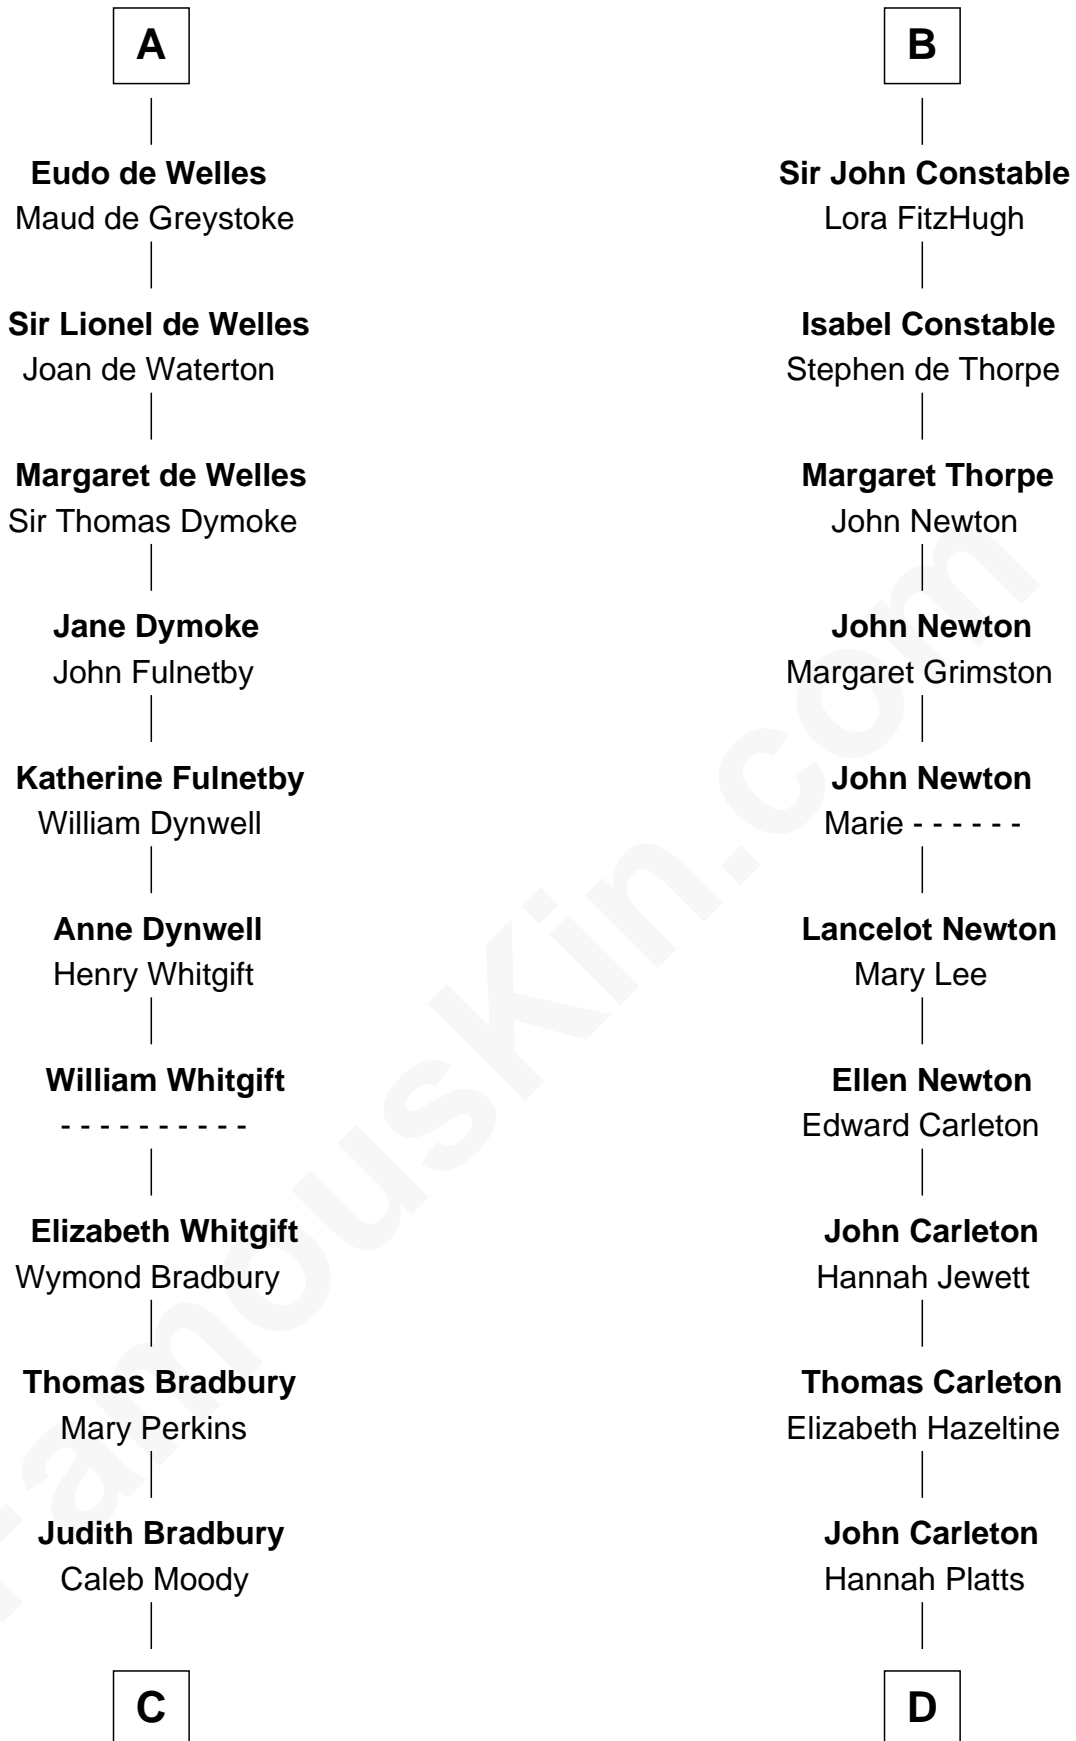 A
Eudo de Welles
Maud de Greystoke
Sir Lionel de Welles
Joan de Waterton
Margaret de Welles
Sir Thomas Dymoke
Jane Dymoke
John Fulnetby
Katherine Fulnetby
William Dynwell
Anne Dynwell
Henry Whitgift
William Whitgift
- - - - - - - - - -
Elizabeth Whitgift
Wymond Bradbury
Thomas Bradbury
Mary Perkins
Judith Bradbury
Caleb Moody
C
B
Sir John Constable
Lora FitzHugh
Isabel Constable
Stephen de Thorpe
Margaret Thorpe
John Newton
John Newton
Margaret Grimston
John Newton
Marie - - - - - -
Lancelot Newton
Mary Lee
Ellen Newton
Edward Carleton
John Carleton
Hannah Jewett
Thomas Carleton
Elizabeth Hazeltine
John Carleton
Hannah Platts
D
FamousKin.com